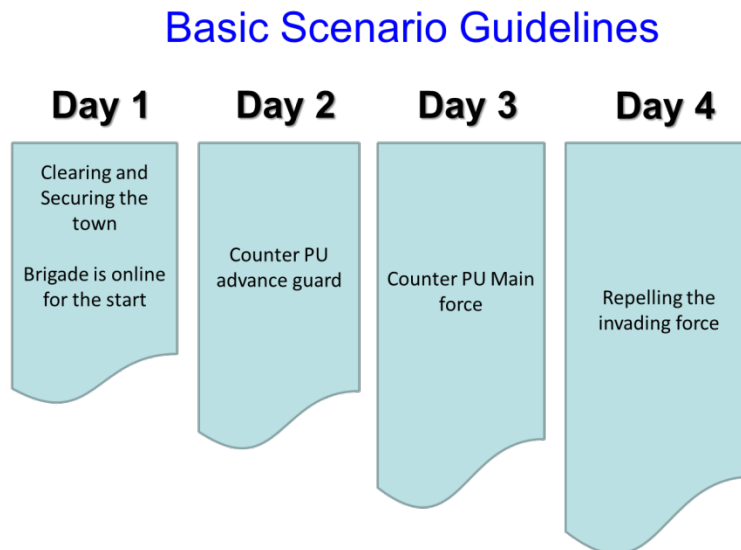 Basic Scenario Guidelines
Day 1
Clearing and
Securing the
town
Brigade is online
for the start
Day 2
Counter PU
advance guard
Day 3
Counter PU Main
force
Day 4
Repelling the
invading force